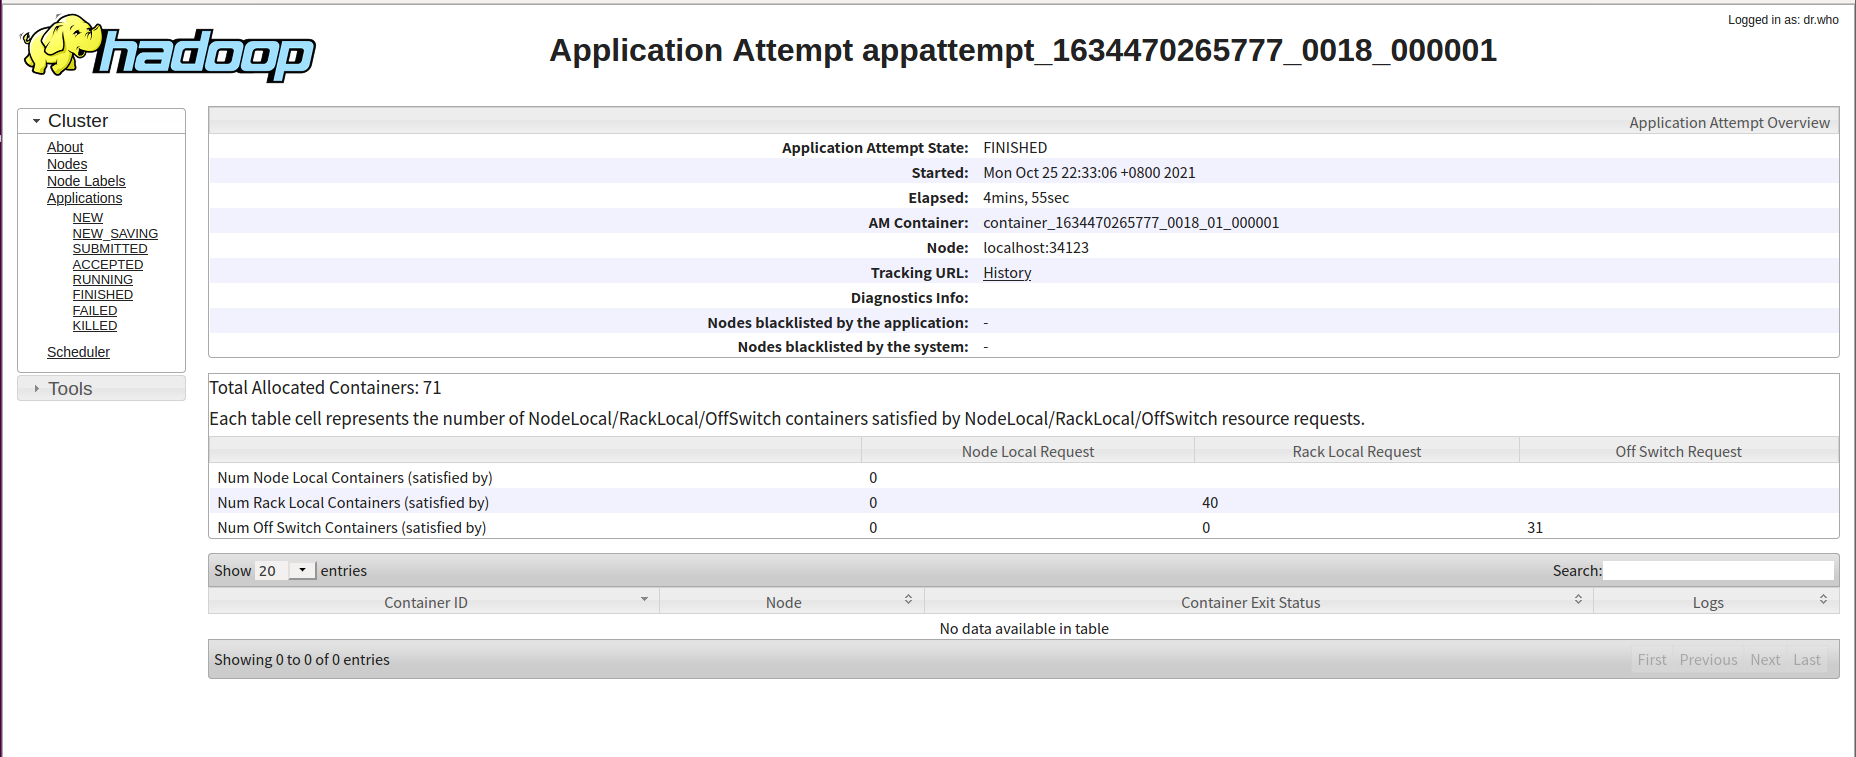 Logged in as: dr.who
hadoop
Application Attempt appattempt_1634470265777_0018_000001
Cluster
About
Nodes
Node Labels
Applications
NEW
NEW_SAVING
SUBMITTED
ACCEPTED
RUNNING
FINISHED
FAILED
KILLED
Scheduler
Tools
Application Attempt Overview
Application Attempt State: FINISHED
Started: Mon Oct 25 22:33:06 +0800 2021
Elapsed: 4mins, 55sec
AM Container: container_1634470265777_0018_01_000001
Node: localhost:34123
Tracking URL: History
Diagnostics Info:
Nodes blacklisted by the application: -
Nodes blacklisted by the system: -
Total Allocated Containers: 71
Each table cell represents the number of NodeLocal/RackLocal/OffSwitch containers satisfied by NodeLocal/RackLocal/OffSwitch resource requests.
Node Local Request Rack Local Request Off Switch Request
Num Node Local Containers (satisfied by) 0
Num Rack Local Containers (satisfied by) 0 40
Num Off Switch Containers (satisfied by) 0 0 31
Show 20 entries Search:
Container ID Node Container Exit Status Logs
No data available in table
Showing 0 to 0 of 0 entries First Previous Next Last